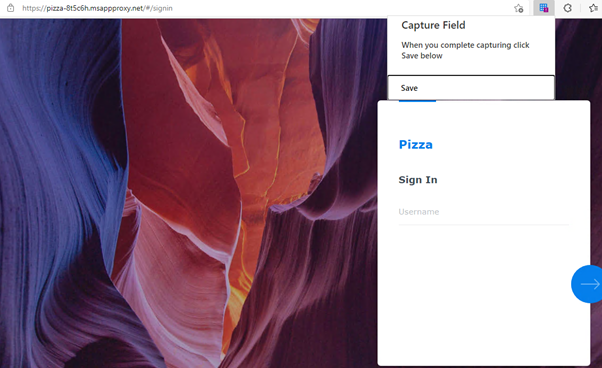 https://pizza-8t5c6h.msappproxy.net/#/signin
Capture Field
When you complete capturing click
Save below
Save
Pizza
Sign In
Username